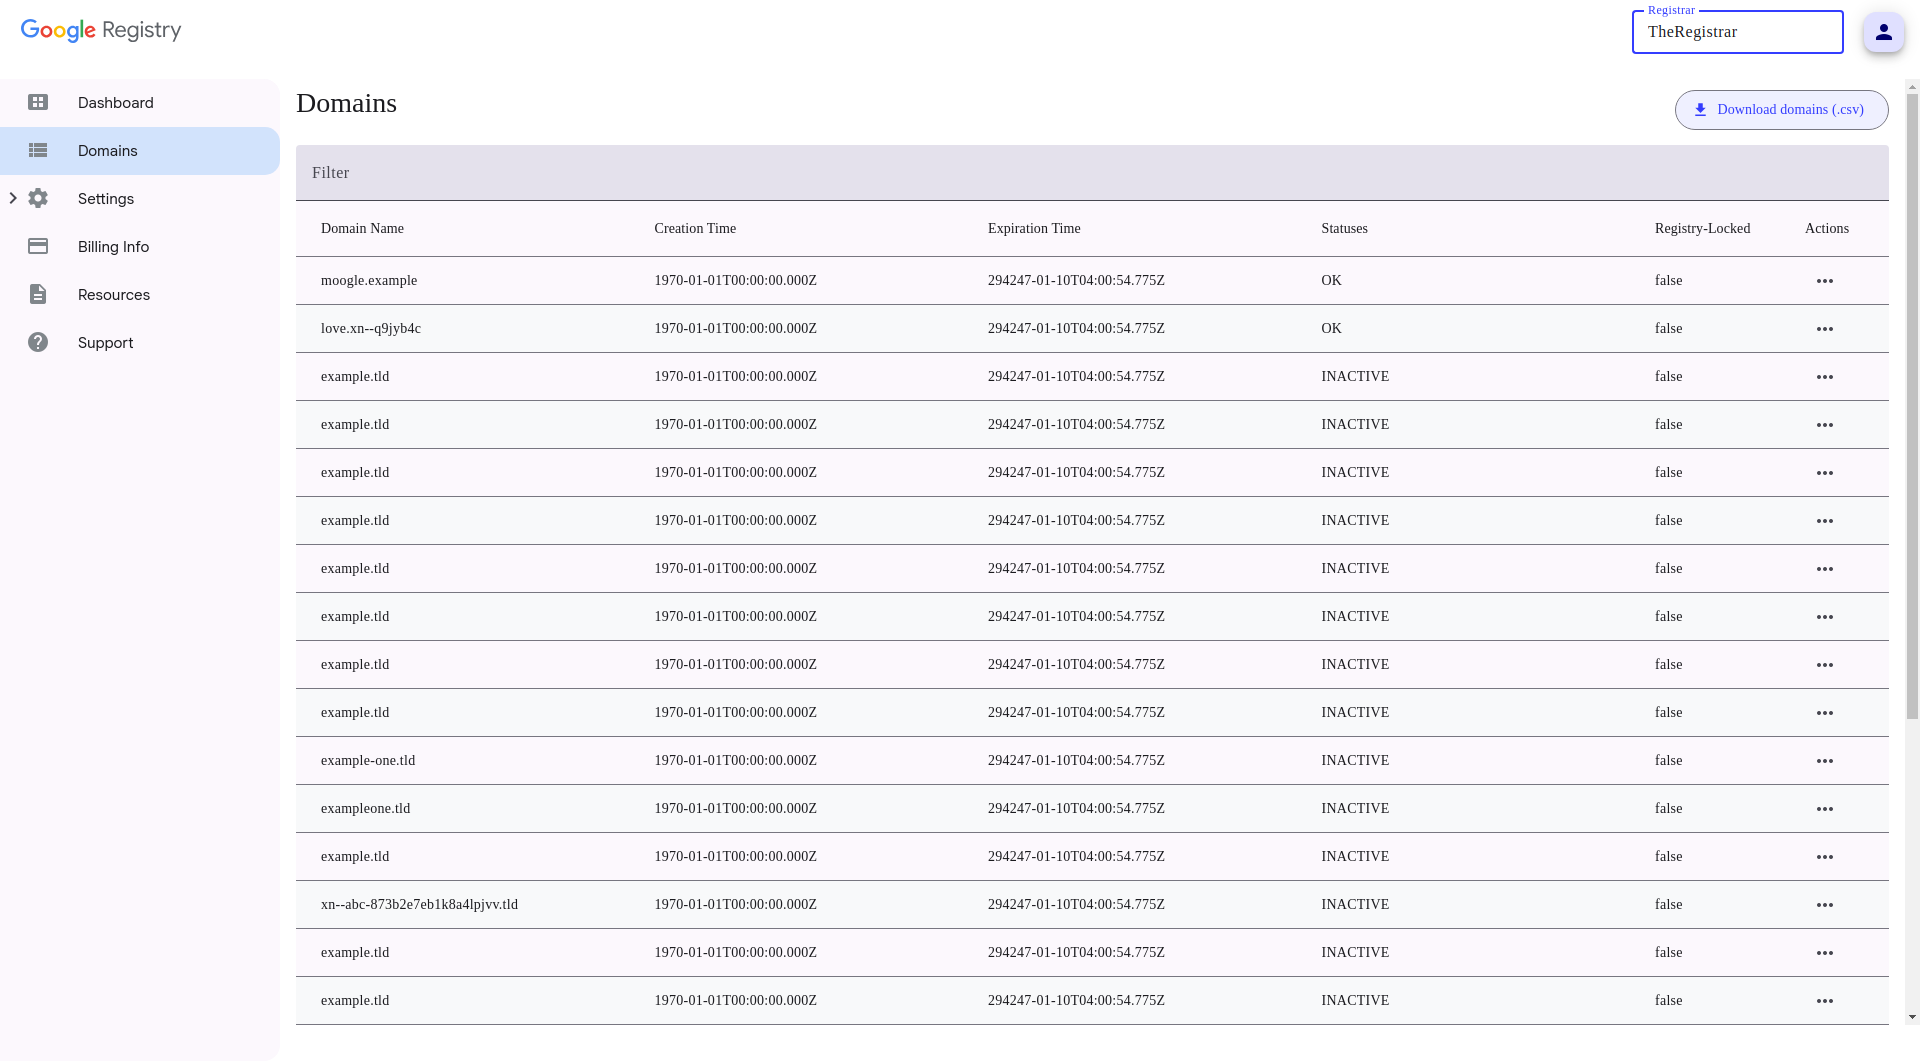 Google Registry
Registrar
TheRegistrar
Dashboard
Domains
Settings
Billing Info
Resources
Support
Domains
Download domains (.csv)
Filter
Domain Name Creation Time Expiration Time Statuses Registry-Locked Actions
moogle.example 1970-01-01T00:00:00.000Z 294247-01-10T04:00:54.775Z OK false
love.xn--q9jyb4c 1970-01-01T00:00:00.000Z 294247-01-10T04:00:54.775Z OK false
example.tld 1970-01-01T00:00:00.000Z 294247-01-10T04:00:54.775Z INACTIVE false
example.tld 1970-01-01T00:00:00.000Z 294247-01-10T04:00:54.775Z INACTIVE false
example.tld 1970-01-01T00:00:00.000Z 294247-01-10T04:00:54.775Z INACTIVE false
example.tld 1970-01-01T00:00:00.000Z 294247-01-10T04:00:54.775Z INACTIVE false
example.tld 1970-01-01T00:00:00.000Z 294247-01-10T04:00:54.775Z INACTIVE false
example.tld 1970-01-01T00:00:00.000Z 294247-01-10T04:00:54.775Z INACTIVE false
example.tld 1970-01-01T00:00:00.000Z 294247-01-10T04:00:54.775Z INACTIVE false
example.tld 1970-01-01T00:00:00.000Z 294247-01-10T04:00:54.775Z INACTIVE false
example-one.tld 1970-01-01T00:00:00.000Z 294247-01-10T04:00:54.775Z INACTIVE false
exampleone.tld 1970-01-01T00:00:00.000Z 294247-01-10T04:00:54.775Z INACTIVE false
example.tld 1970-01-01T00:00:00.000Z 294247-01-10T04:00:54.775Z INACTIVE false
xn--abc-873b2e7eb1k8a4lpjvv.tld 1970-01-01T00:00:00.000Z 294247-01-10T04:00:54.775Z INACTIVE false
example.tld 1970-01-01T00:00:00.000Z 294247-01-10T04:00:54.775Z INACTIVE false
example.tld 1970-01-01T00:00:00.000Z 294247-01-10T04:00:54.775Z INACTIVE false